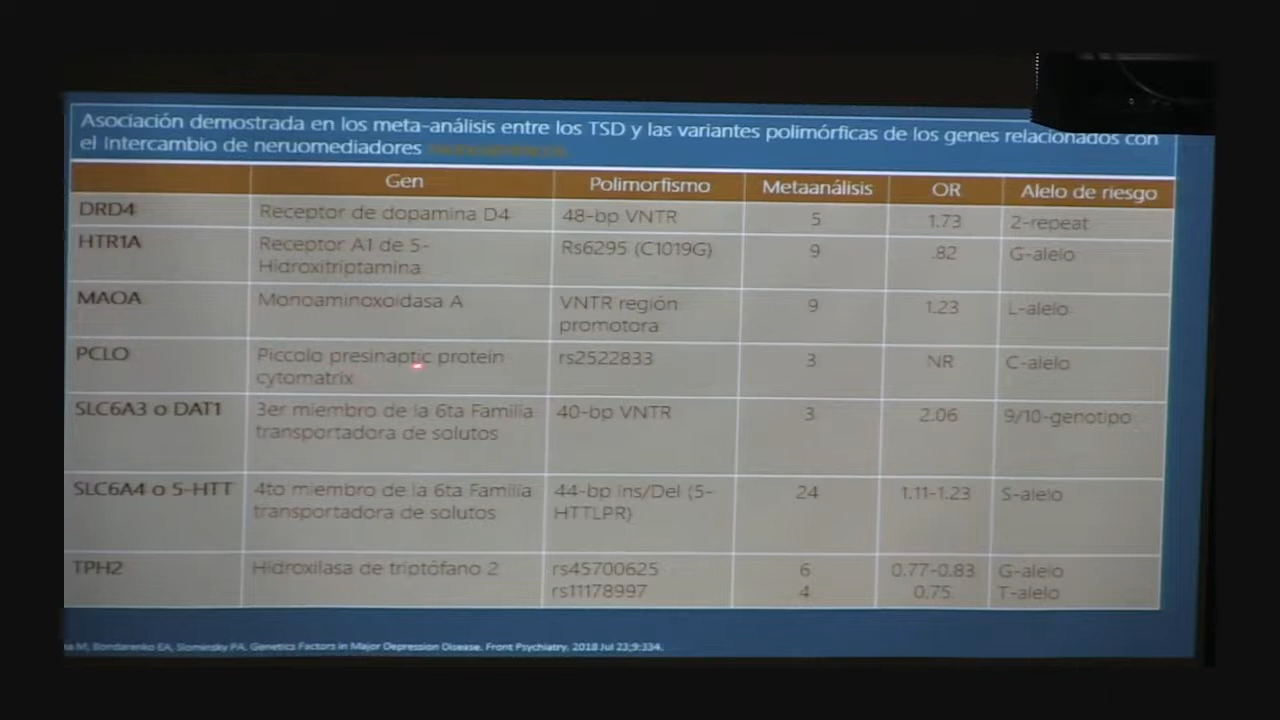 Asociación demostrada en los meta-análisis entre los TSD y las variantes polimórficas de los genes relacionados con
el Intercambio de neruomediadores
Gen Polimorfismo Metaanálisis OR Alelo de riesgo
DRD4 Receptor de dopamina D4 48-bp VNTR 5 1.73 2-repeat
HTR1A Receptor A1 de 5- Rs6295 (C1019G) 9 .82 G-alelo
Hidroxitriptamina
MAOA Monoaminoxoidasa A VNTR región 9 1.23 L-alelo
promotora
PCLO Piccolo presinaptic protein rs2522833 3 NR C-alelo
cytomatrix
SLC6A3 o DAT1 3er miembro de la 6ta Familia 40-bp VNTR 3 2.06 9/10-genotipo
transportadora de solutos
SLC6A4 o 5-HTT 4to miembro de la 6ta Familia 44-bp ins/Del (5- 24 1.11-1.23 S-alelo
transportadora de solutos HTTLPR)
TPH2 Hidroxilasa de triptófano 2 rs45700625 6 0.77-0.83 G-alelo
rs11178997 4 0.75 T-alelo
M, Bondarenko EA, Slominsky PA. Genetics Factors in Major Depression Disease. Front Psychiatry. 2018 Jul 23;9:334.